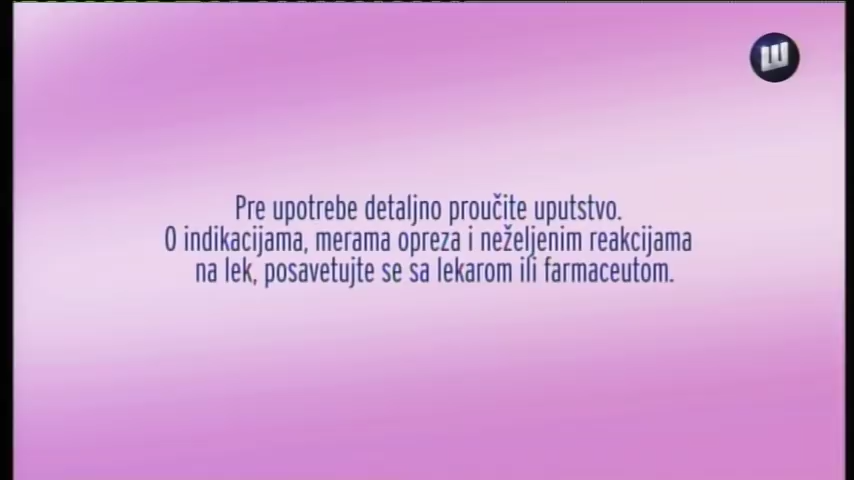 Ш
Pre upotrebe detaljno proučite uputstvo.
O indikacijama, merama opreza i neželjenim reakcijama
na lek, posavetujte se sa lekarom ili farmaceutom.